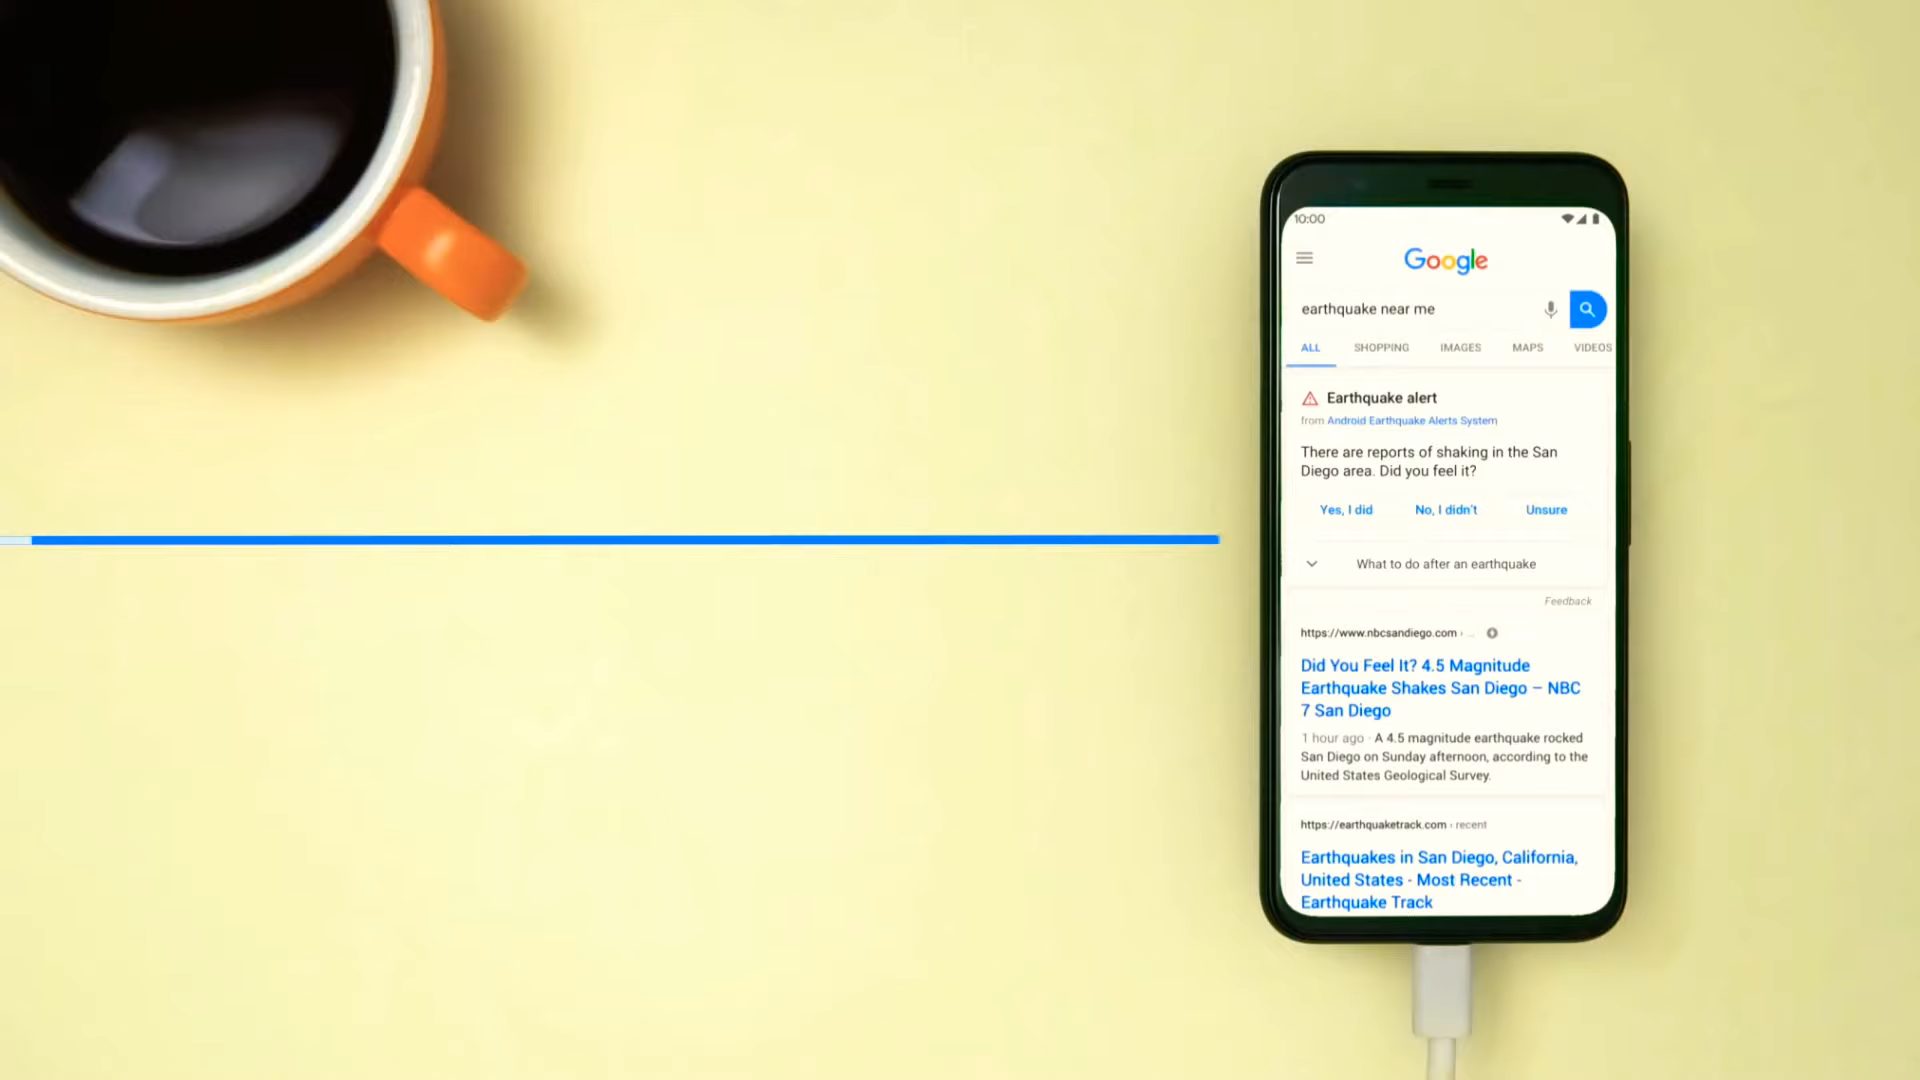 10:00
Google
earthquake near me
ALL SHOPPING IMAGES MAPS VIDEOS
Earthquake alert
from Android Earthquake Alerts System
There are reports of shaking in the San
Diego area. Did you feel it?
Yes, I did No, I didn't Unsure
What to do after an earthquake
Feedback
https://www.nbcsandiego.com › ...
Did You Feel It? 4.5 Magnitude
Earthquake Shakes San Diego – NBC
7 San Diego
1 hour ago · A 4.5 magnitude earthquake rocked
San Diego on Sunday afternoon, according to the
United States Geological Survey.
https://earthquaketrack.com › recent
Earthquakes in San Diego, California,
United States - Most Recent -
Earthquake Track